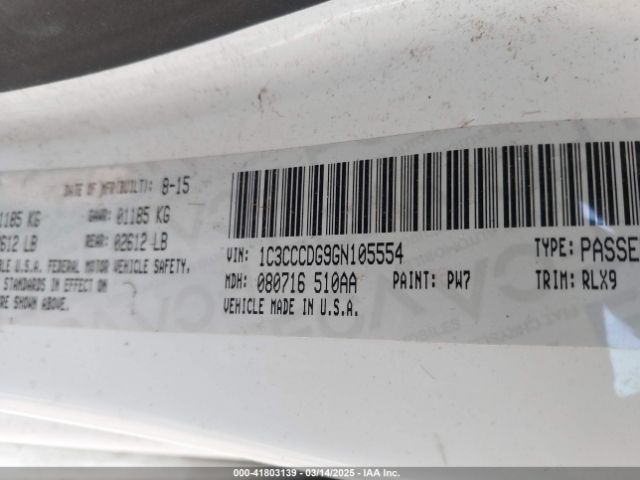 DATE OF MFR(BUILT): 8-15
1185 KG GAWR: 01185 KG
2612 LB REAR: 02612 LB
BLE U.S.A. FEDERAL MOTOR VEHICLE SAFETY,
STANDARDS IN EFFECT ON
RE SHOWN ABOVE.
VIN: 1C3CCCDG9GN105554 TYPE: PASSE
MDH: 080716 510AA PAINT: PW7 TRIM: RLX9
VEHICLE MADE IN U.S.A.
000-41803139 - 03/14/2025 - IAA Inc.